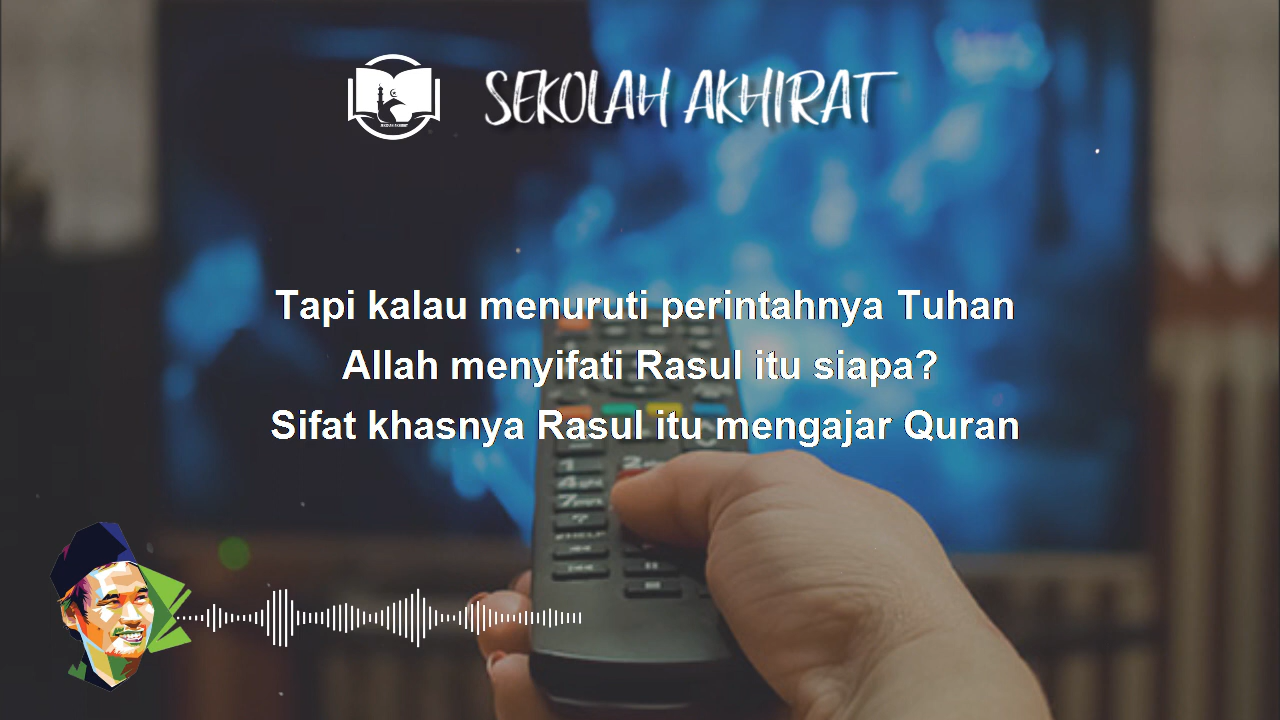 SEKOLAH AKHIRAT
Tapi kalau menuruti perintahnya Tuhan
Allah menyifati Rasul itu siapa?
Sifat khasnya Rasul itu mengajar Quran